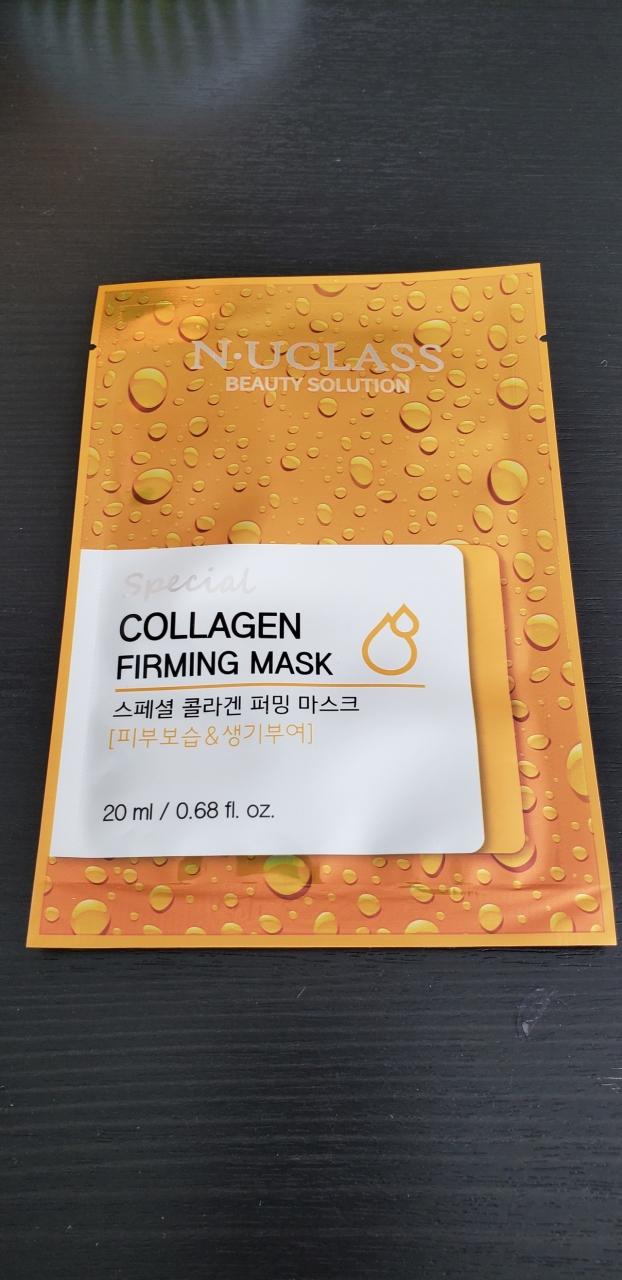 N·UCLASS
BEAUTY SOLUTION
Special
COLLAGEN
FIRMING MASK
스페셜 콜라겐 퍼밍 마스크
[피부보습&생기부여]
20 ml / 0.68 fl. oz.